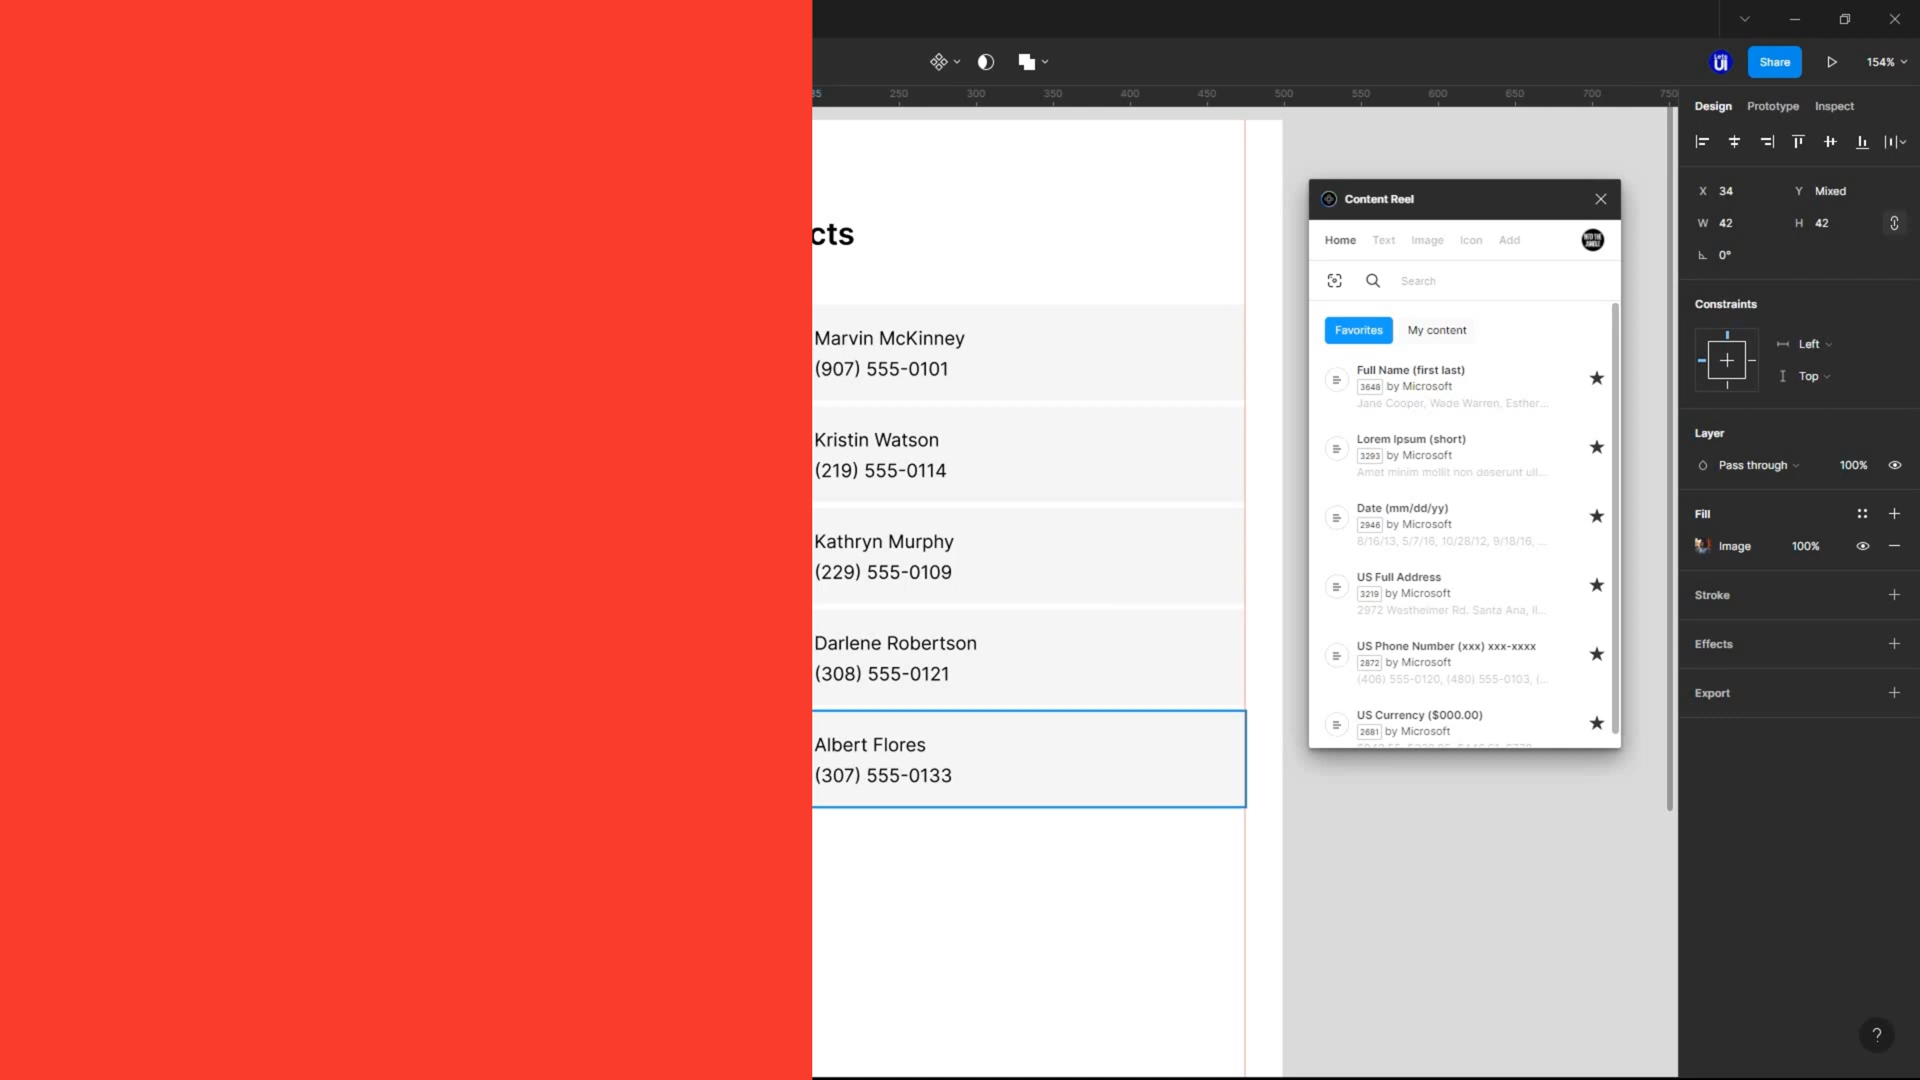 Lets
UI
Share
154%
35
250
300
350
400
450
500
550
600
650
700
750
Design
Prototype
Inspect
X 34
Y Mixed
W 42
H 42
0°
Constraints
Left
Top
Layer
Pass through
100%
Fill
Image
100%
Stroke
Effects
Export
?
cts
Marvin McKinney
(907) 555-0101
Kristin Watson
(219) 555-0114
Kathryn Murphy
(229) 555-0109
Darlene Robertson
(308) 555-0121
Albert Flores
(307) 555-0133
Content Reel
Home
Text
Image
Icon
Add
INTO THE
JUNGLE
Search
Favorites
My content
Full Name (first last)
3648 by Microsoft
Jane Cooper, Wade Warren, Esther...
Lorem Ipsum (short)
3293 by Microsoft
Amet minim mollit non deserunt ull...
Date (mm/dd/yy)
2946 by Microsoft
8/16/13, 5/7/16, 10/28/12, 9/18/16, ...
US Full Address
3219 by Microsoft
2972 Westheimer Rd. Santa Ana, Il...
US Phone Number (xxx) xxx-xxxx
2872 by Microsoft
(406) 555-0120, (480) 555-0103, (...
US Currency ($000.00)
2681 by Microsoft